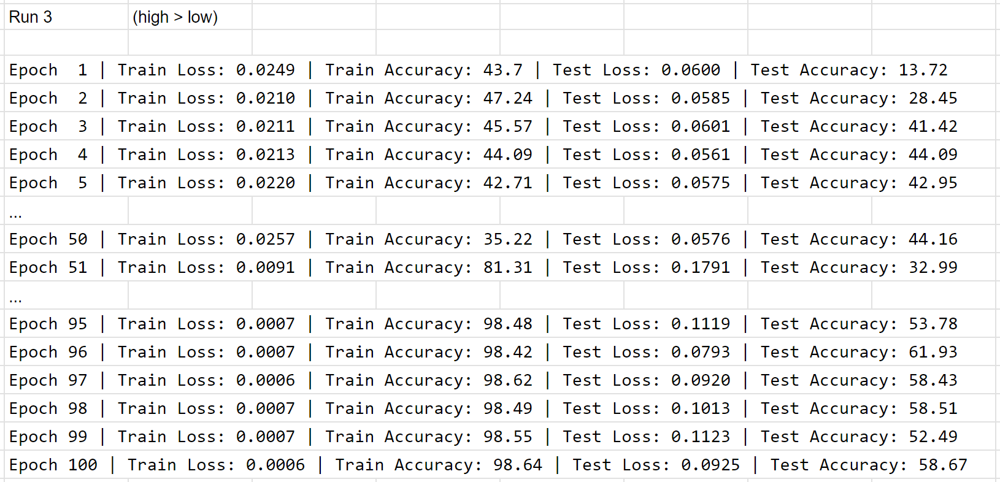 Run 3 (high > low)
Epoch  1 | Train Loss: 0.0249 | Train Accuracy: 43.7 | Test Loss: 0.0600 | Test Accuracy: 13.72
Epoch  2 | Train Loss: 0.0210 | Train Accuracy: 47.24 | Test Loss: 0.0585 | Test Accuracy: 28.45
Epoch  3 | Train Loss: 0.0211 | Train Accuracy: 45.57 | Test Loss: 0.0601 | Test Accuracy: 41.42
Epoch  4 | Train Loss: 0.0213 | Train Accuracy: 44.09 | Test Loss: 0.0561 | Test Accuracy: 44.09
Epoch  5 | Train Loss: 0.0220 | Train Accuracy: 42.71 | Test Loss: 0.0575 | Test Accuracy: 42.95
...
Epoch 50 | Train Loss: 0.0257 | Train Accuracy: 35.22 | Test Loss: 0.0576 | Test Accuracy: 44.16
Epoch 51 | Train Loss: 0.0091 | Train Accuracy: 81.31 | Test Loss: 0.1791 | Test Accuracy: 32.99
...
Epoch 95 | Train Loss: 0.0007 | Train Accuracy: 98.48 | Test Loss: 0.1119 | Test Accuracy: 53.78
Epoch 96 | Train Loss: 0.0007 | Train Accuracy: 98.42 | Test Loss: 0.0793 | Test Accuracy: 61.93
Epoch 97 | Train Loss: 0.0006 | Train Accuracy: 98.62 | Test Loss: 0.0920 | Test Accuracy: 58.43
Epoch 98 | Train Loss: 0.0007 | Train Accuracy: 98.49 | Test Loss: 0.1013 | Test Accuracy: 58.51
Epoch 99 | Train Loss: 0.0007 | Train Accuracy: 98.55 | Test Loss: 0.1123 | Test Accuracy: 52.49
Epoch 100 | Train Loss: 0.0006 | Train Accuracy: 98.64 | Test Loss: 0.0925 | Test Accuracy: 58.67